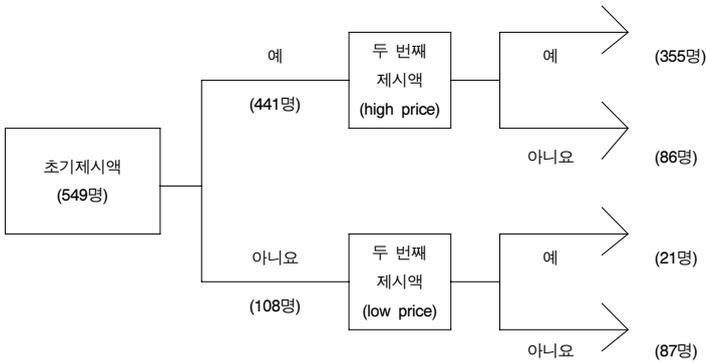 초기제시액
(549명)
예
(441명)
두 번째
제시액
(high price)
예
(355명)
아니요
(86명)
아니요
(108명)
두 번째
제시액
(low price)
예
(21명)
아니요
(87명)